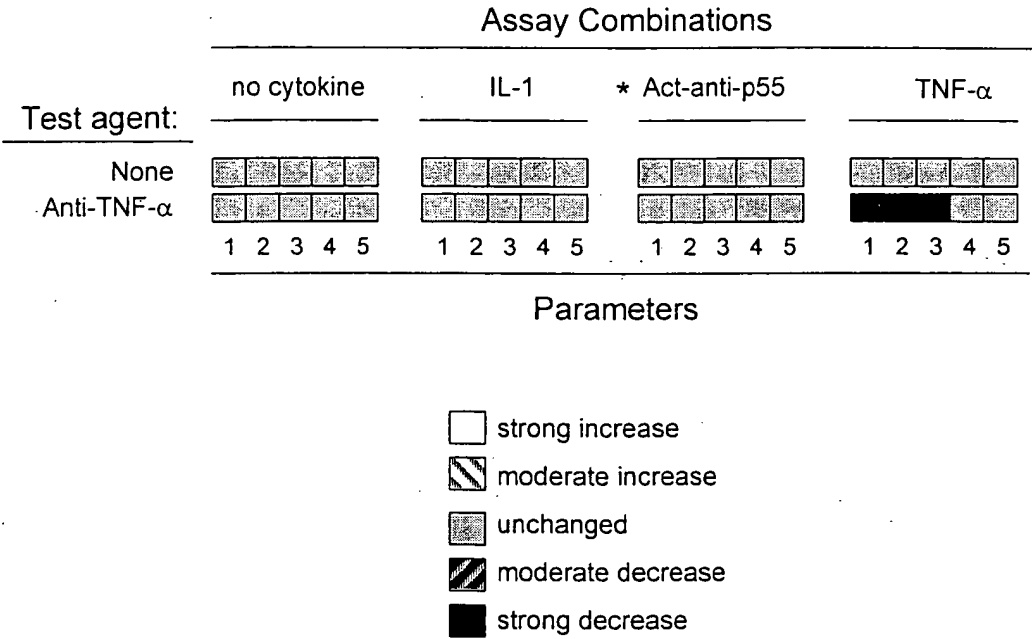 Assay Combinations
no cytokine IL-1 * Act-anti-p55 TNF-α
Test agent:
None
Anti-TNF-α
1 2 3 4 5 1 2 3 4 5 1 2 3 4 5 1 2 3 4 5
Parameters
strong increase
moderate increase
unchanged
moderate decrease
strong decrease